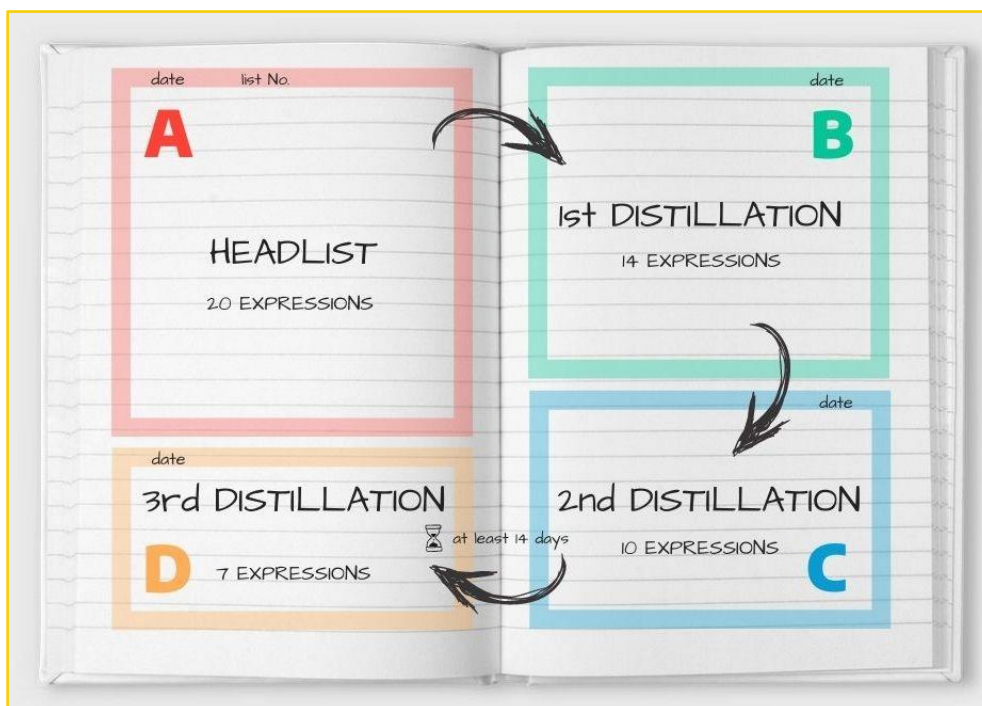 date list No.
A
HEADLIST
20 EXPRESSIONS
date
B
1st DISTILLATION
14 EXPRESSIONS
date
2nd DISTILLATION
10 EXPRESSIONS
C
at least 14 days
date
3rd DISTILLATION
D 7 EXPRESSIONS